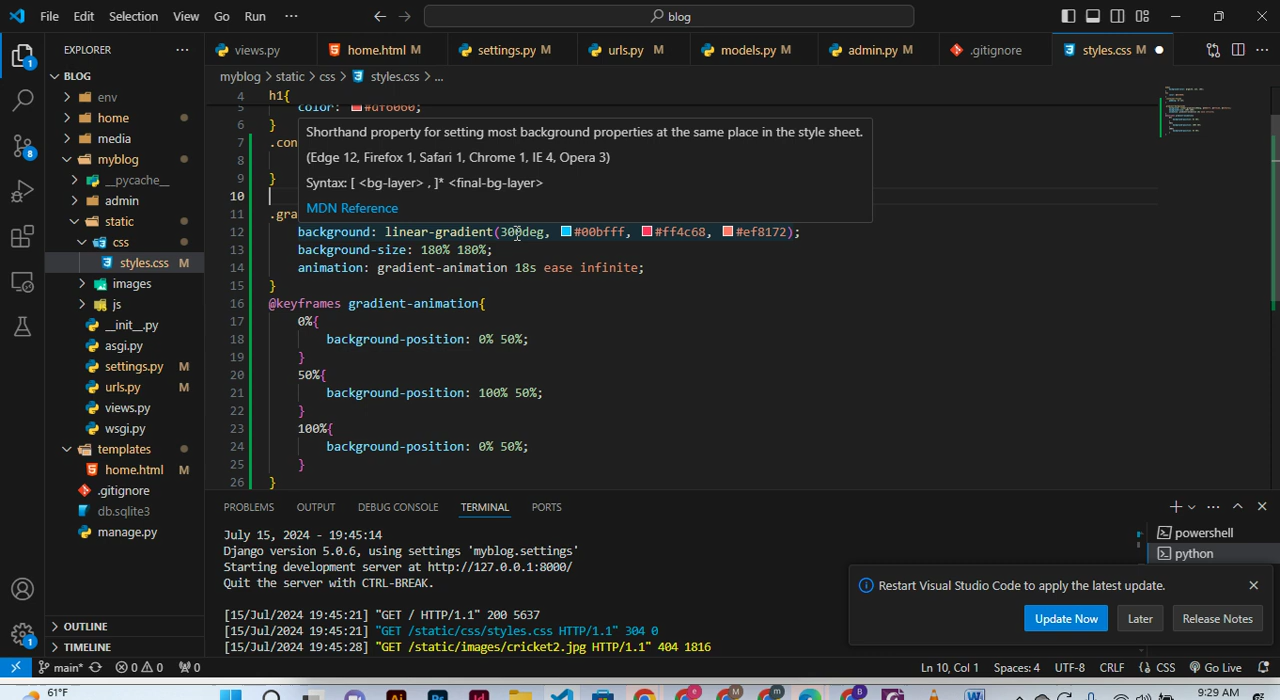 File Edit Selection View Go Run ··· blog
EXPLORER ···
BLOG
env
home
media
myblog
__pycache__
admin
static
css
styles.css M
images
js
__init__.py
asgi.py
settings.py M
urls.py M
views.py
wsgi.py
templates
home.html M
.gitignore
db.sqlite3
manage.py
OUTLINE
TIMELINE
views.py home.html M settings.py M urls.py M models.py M admin.py M .gitignore styles.css M
myblog > static > css > styles.css > ...
4 h1{
5 color: #df6060;
6 }
7 .con
8
9 }
10
11 .gra
Shorthand property for setting most background properties at the same place in the style sheet.
(Edge 12, Firefox 1, Safari 1, Chrome 1, IE 4, Opera 3)
Syntax: [ <bg-layer> , ]* <final-bg-layer>
MDN Reference
12 background: linear-gradient(300deg, #00bfff, #ff4c68, #ef8172);
13 background-size: 180% 180%;
14 animation: gradient-animation 18s ease infinite;
15 }
16 @keyframes gradient-animation{
17 0%{
18 background-position: 0% 50%;
19 }
20 50%{
21 background-position: 100% 50%;
22 }
23 100%{
24 background-position: 0% 50%;
25 }
26 }
PROBLEMS OUTPUT DEBUG CONSOLE TERMINAL PORTS
July 15, 2024 - 19:45:14
Django version 5.0.6, using settings 'myblog.settings'
Starting development server at http://127.0.0.1:8000/
Quit the server with CTRL-BREAK.
[15/Jul/2024 19:45:21] "GET / HTTP/1.1" 200 5637
[15/Jul/2024 19:45:21] "GET /static/css/styles.css HTTP/1.1" 304 0
[15/Jul/2024 19:45:28] "GET /static/images/cricket2.jpg HTTP/1.1" 404 1816
powershell
python
Restart Visual Studio Code to apply the latest update.
Update Now Later Release Notes
main* 0 0 0 Ln 10, Col 1 Spaces: 4 UTF-8 CRLF CSS Go Live
61°F 9:29 AM